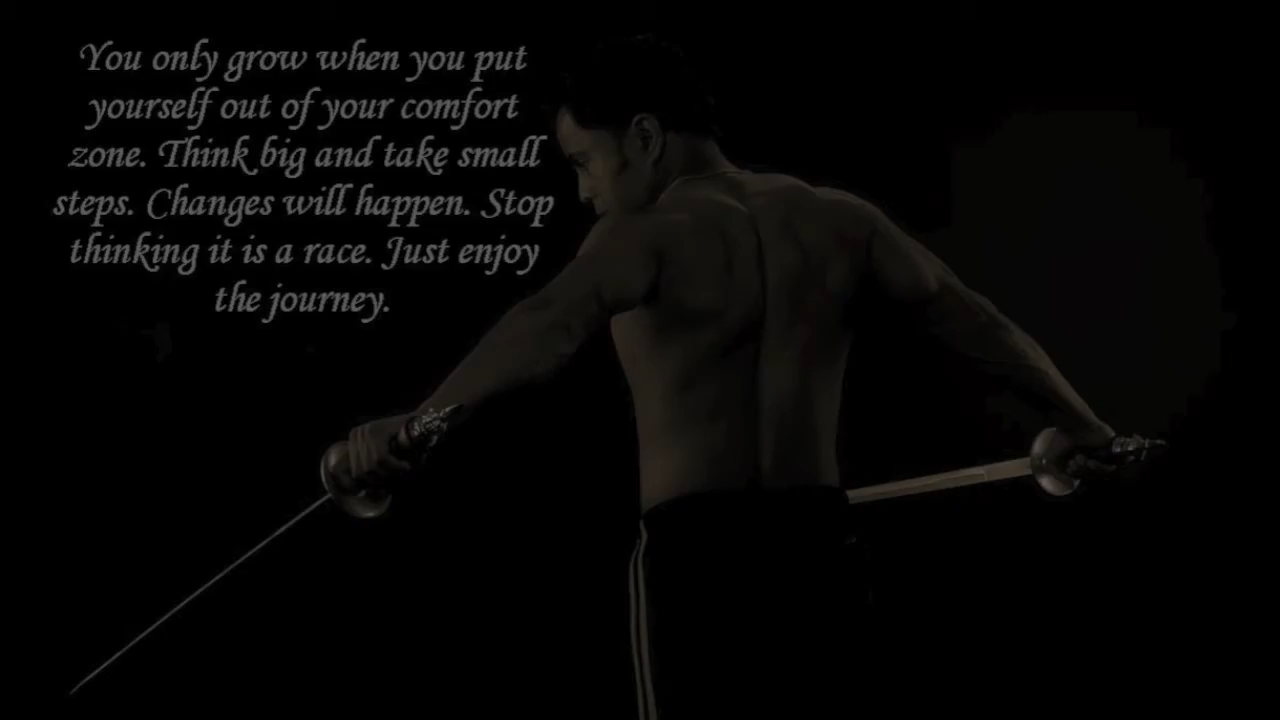 You only grow when you put
yourself out of your comfort
zone. Think big and take small
steps. Changes will happen. Stop
thinking it is a race. Just enjoy
the journey.